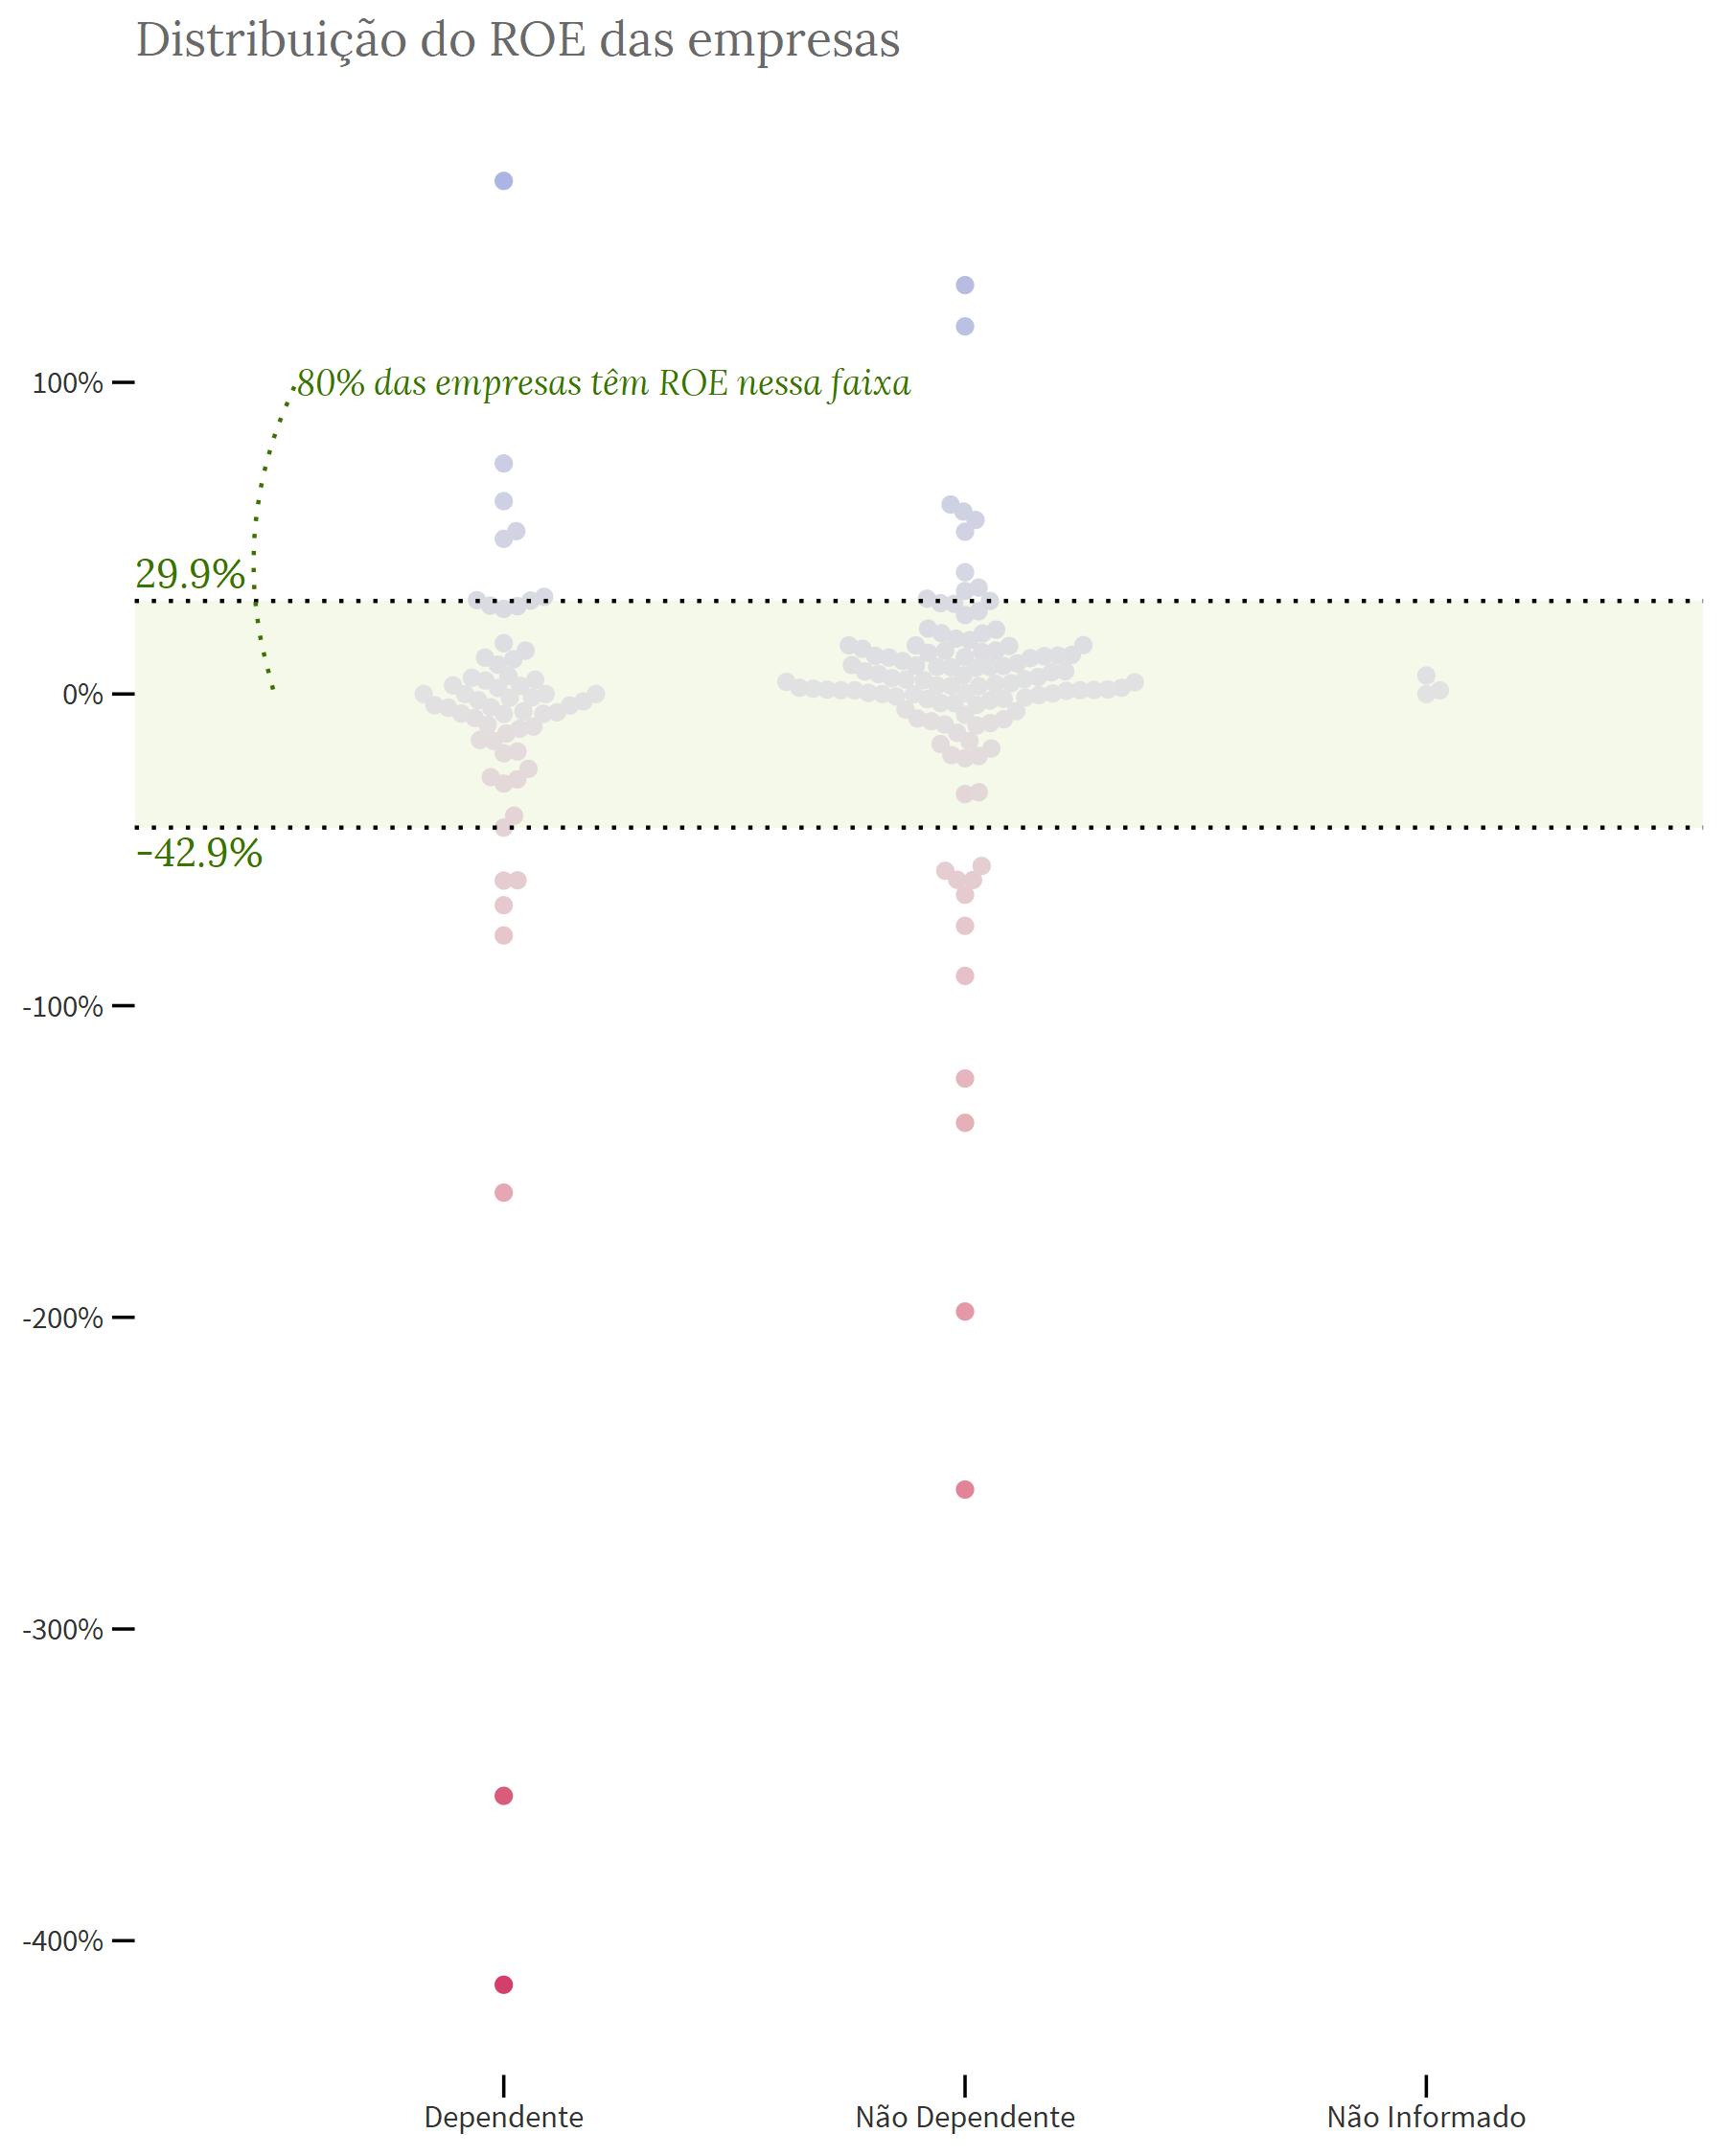 Distribuição do ROE das empresas
100%
80% das empresas têm ROE nessa faixa
29.9%
0%
-42.9%
-100%
-200%
-300%
-400%
Dependente
Não Dependente
Não Informado